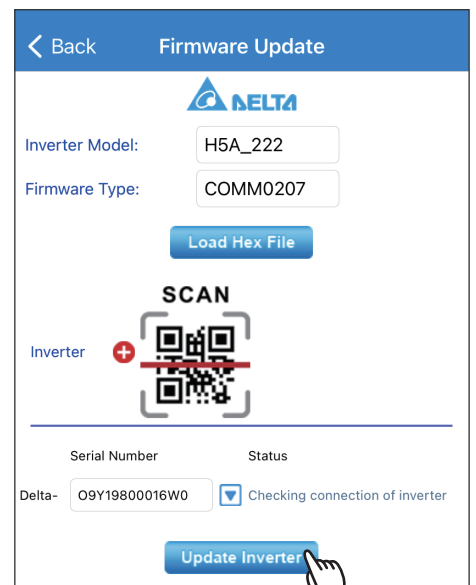 Back Firmware Update
DELTA
Inverter Model: H5A_222
Firmware Type: COMM0207
Load Hex File
SCAN
Inverter
Serial Number Status
Delta- O9Y19800016W0 Checking connection of inverter
Update Inverter